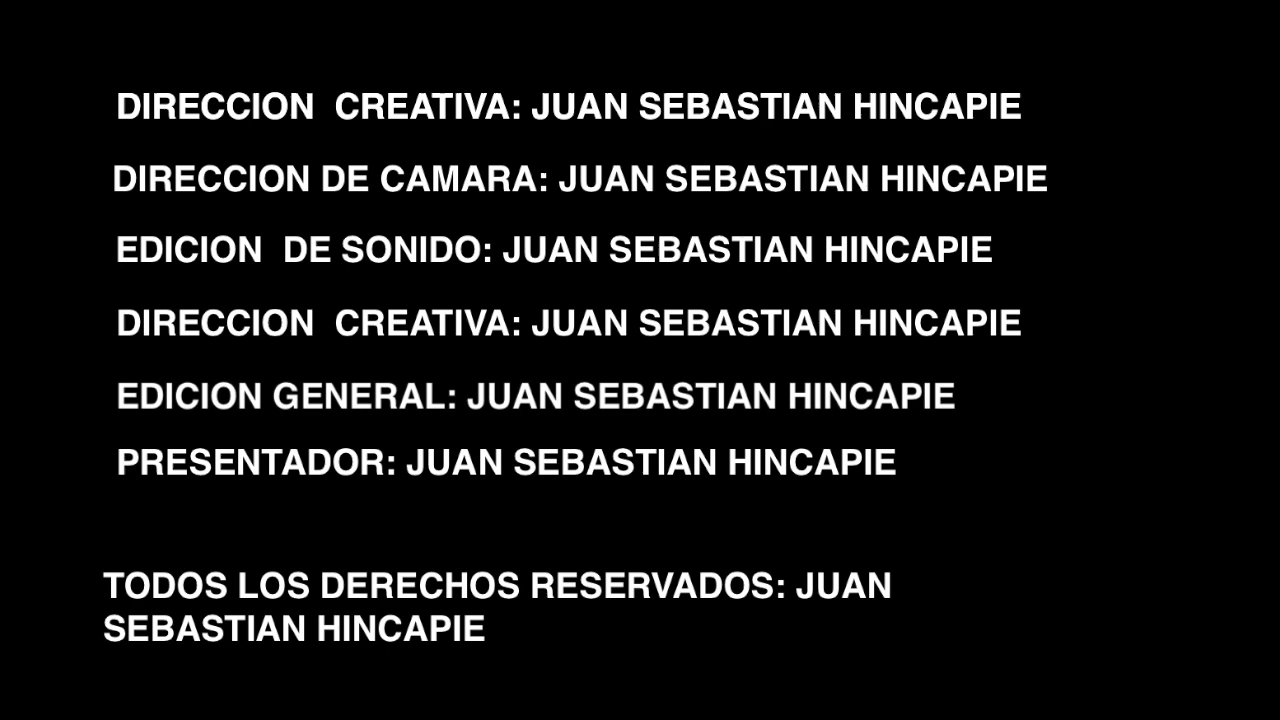 DIRECCION  CREATIVA: JUAN SEBASTIAN HINCAPIE
DIRECCION DE CAMARA: JUAN SEBASTIAN HINCAPIE
EDICION  DE SONIDO: JUAN SEBASTIAN HINCAPIE
DIRECCION  CREATIVA: JUAN SEBASTIAN HINCAPIE
EDICION GENERAL: JUAN SEBASTIAN HINCAPIE
PRESENTADOR: JUAN SEBASTIAN HINCAPIE
TODOS LOS DERECHOS RESERVADOS: JUAN
SEBASTIAN HINCAPIE